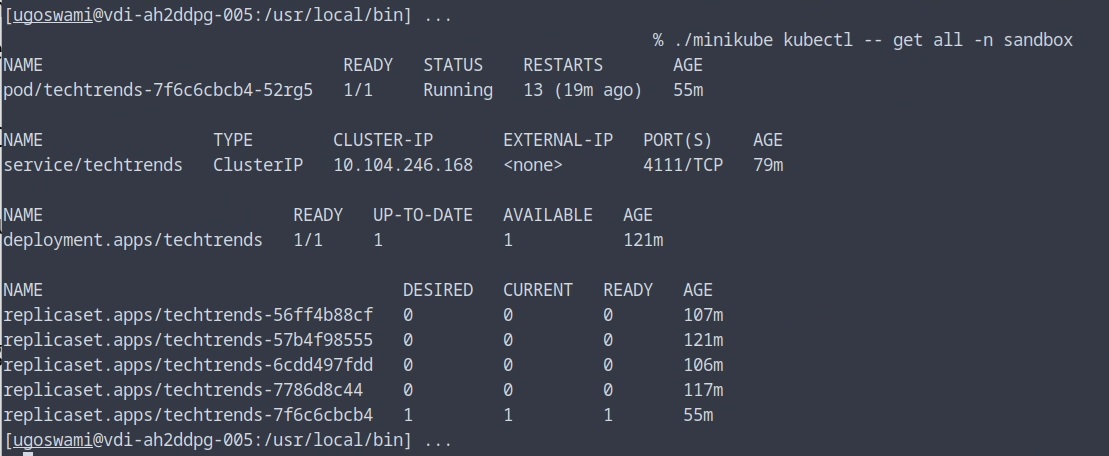 [ugoswami@vdi-ah2ddpg-005:/usr/local/bin] ...
% ./minikube kubectl -- get all -n sandbox
NAME READY STATUS RESTARTS AGE
pod/techtrends-7f6c6cbcb4-52rg5 1/1 Running 13 (19m ago) 55m
NAME TYPE CLUSTER-IP EXTERNAL-IP PORT(S) AGE
service/techtrends ClusterIP 10.104.246.168 <none> 4111/TCP 79m
NAME READY UP-TO-DATE AVAILABLE AGE
deployment.apps/techtrends 1/1 1 1 121m
NAME DESIRED CURRENT READY AGE
replicaset.apps/techtrends-56ff4b88cf 0 0 0 107m
replicaset.apps/techtrends-57b4f98555 0 0 0 121m
replicaset.apps/techtrends-6cdd497fdd 0 0 0 106m
replicaset.apps/techtrends-7786d8c44 0 0 0 117m
replicaset.apps/techtrends-7f6c6cbcb4 1 1 1 55m
[ugoswami@vdi-ah2ddpg-005:/usr/local/bin] ...